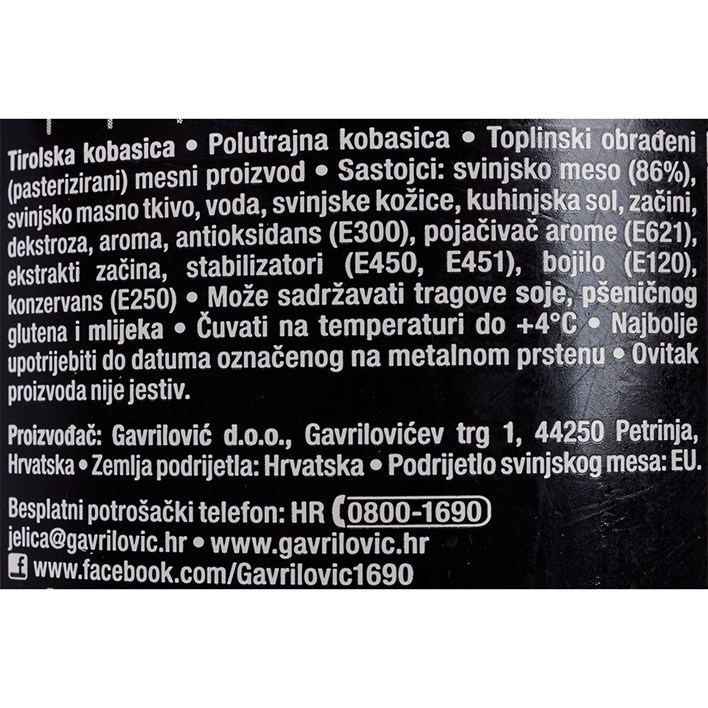 Tirolska kobasica • Polutrajna kobasica • Toplinski obrađeni
(pasterizirani) mesni proizvod • Sastojci: svinjsko meso (86%),
svinjsko masno tkivo, voda, svinjske kožice, kuhinjska sol, začini,
dekstroza, aroma, antioksidans (E300), pojačivač arome (E621),
ekstrakti začina, stabilizatori (E450, E451), bojilo (E120),
konzervans (E250) • Može sadržavati tragove soje, pšeničnog
glutena i mlijeka • Čuvati na temperaturi do +4°C • Najbolje
upotrijebiti do datuma označenog na metalnom prstenu • Ovitak
proizvoda nije jestiv.
Proizvođač: Gavrilović d.o.o., Gavrilovićev trg 1, 44250 Petrinja,
Hrvatska • Zemlja podrijetla: Hrvatska • Podrijetlo svinjskog mesa: EU.
Besplatni potrošački telefon: HR 0800-1690
jelica@gavrilovic.hr • www.gavrilovic.hr
f www.facebook.com/Gavrilovic1690